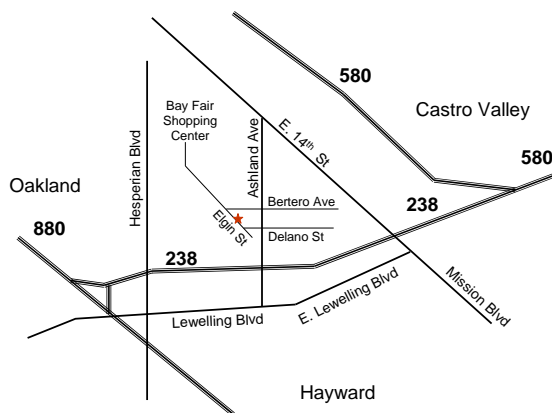 580
Castro Valley
580
Bay Fair
Shopping
Center
E. 14th St
Ashland Ave
Hesperian Blvd
Oakland
Bertero Ave
Elgin St
Delano St
238
880
238
Mission Blvd
E. Lewelling Blvd
Lewelling Blvd
Hayward